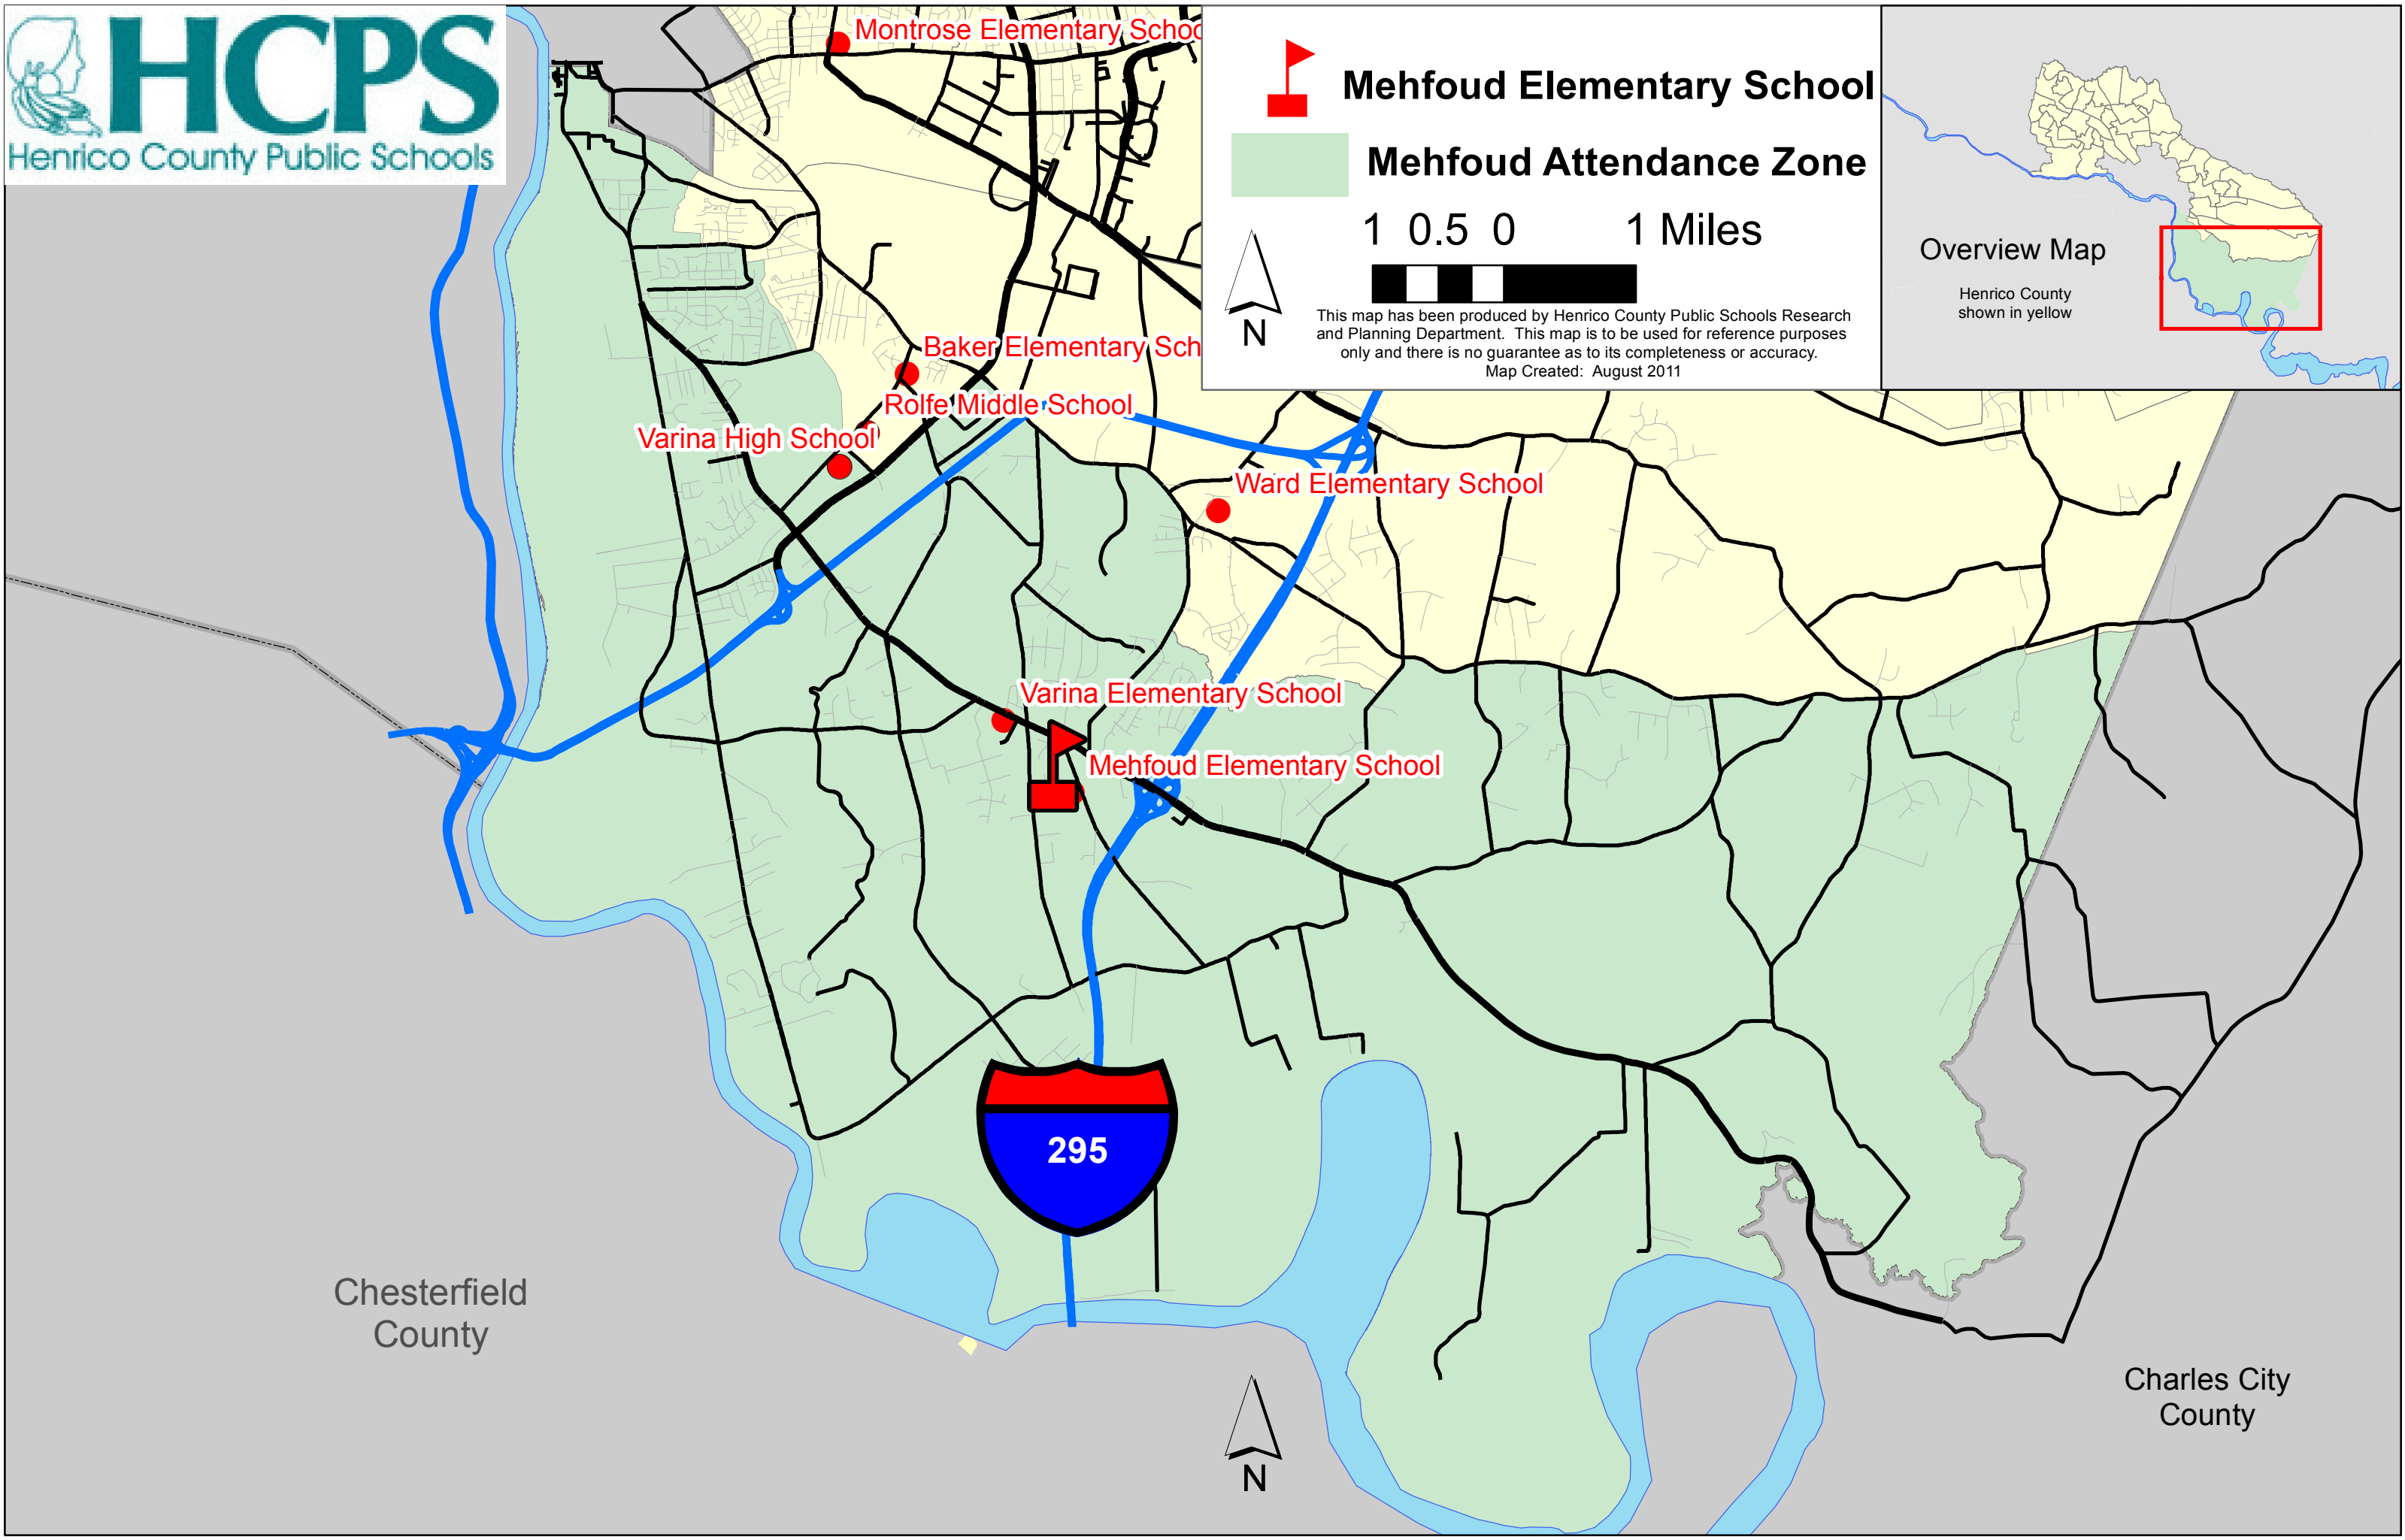 HCPS
Henrico County Public Schools
Montrose Elementary Schoo
Mehfoud Elementary School
Mehfoud Attendance Zone
1 0.5 0 1 Miles
N
This map has been produced by Henrico County Public Schools Research
and Planning Department. This map is to be used for reference purposes
only and there is no guarantee as to its completeness or accuracy.
Map Created: August 2011
Overview Map
Henrico County
shown in yellow
Baker Elementary Sch
Rolfe Middle School
Varina High School
Ward Elementary School
Varina Elementary School
Mehfoud Elementary School
295
Chesterfield
County
Charles City
County
N